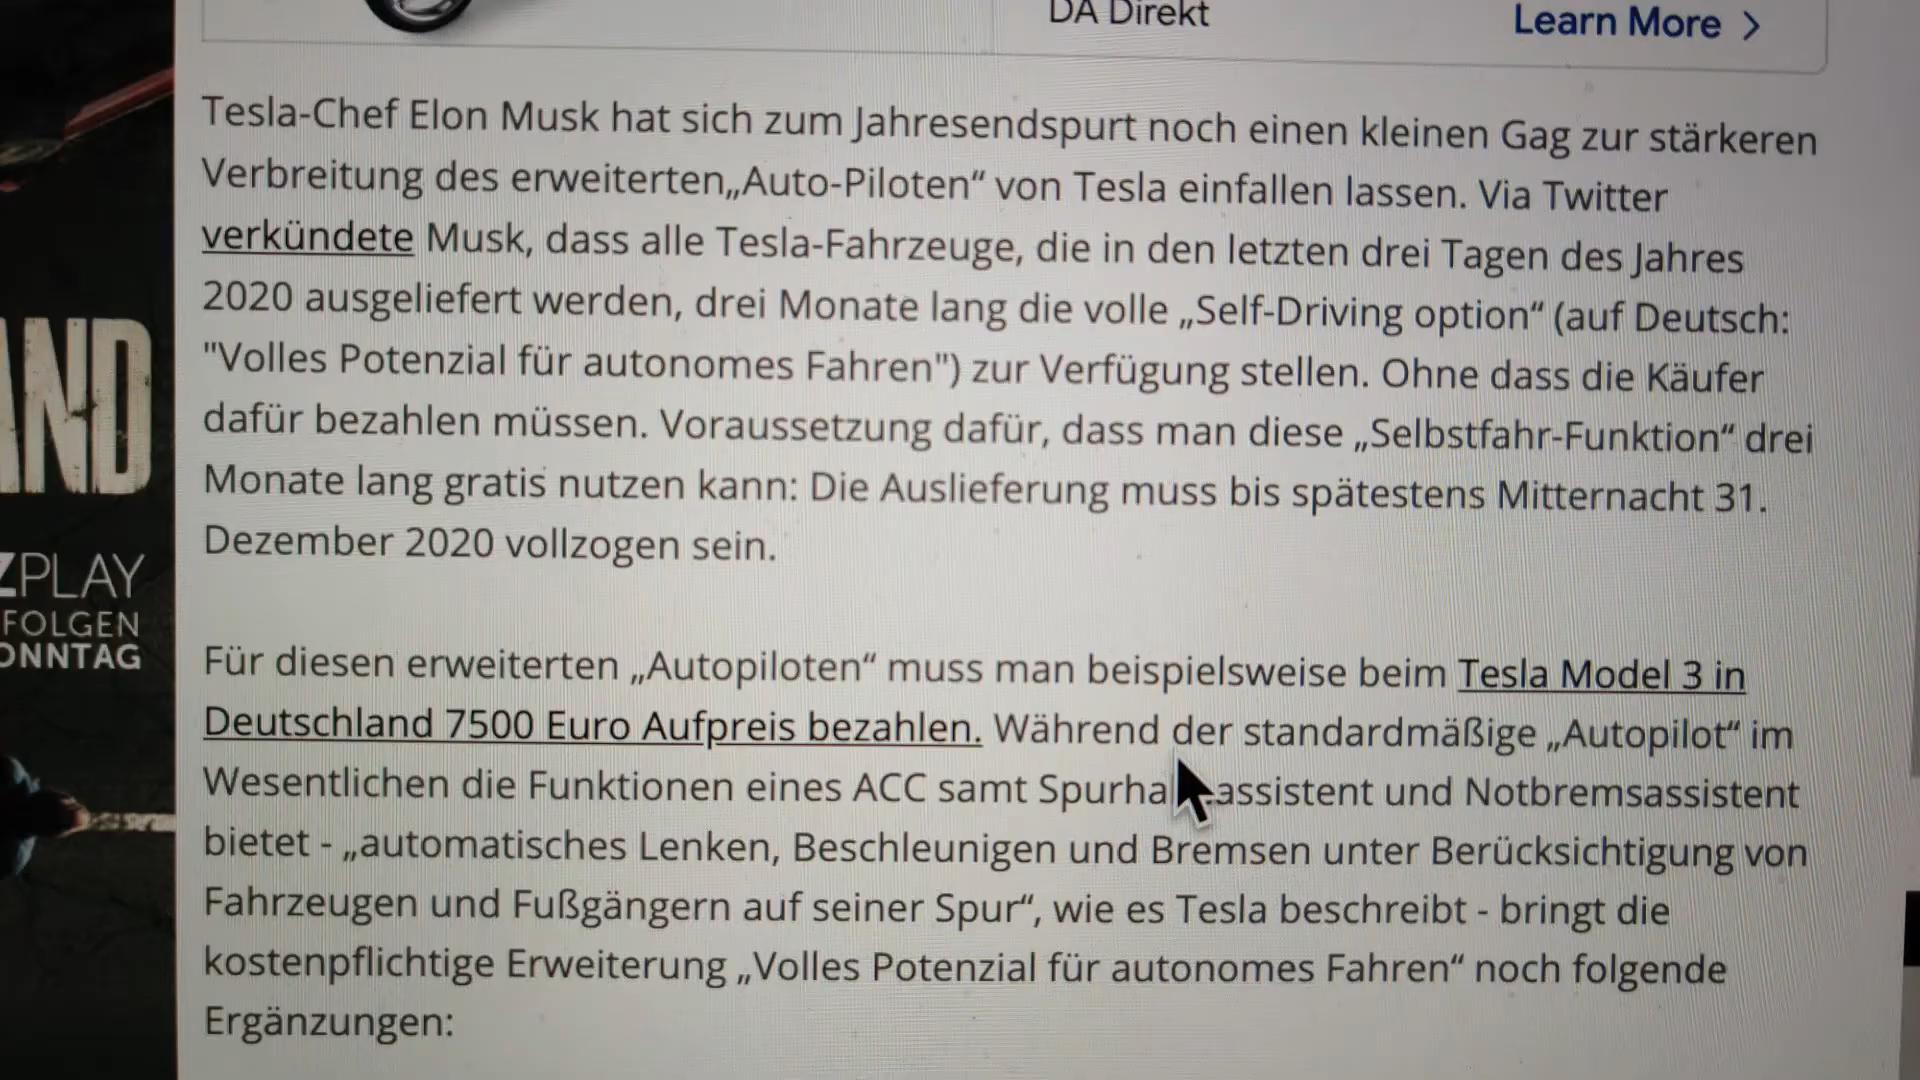 DA Direkt
Learn More
Tesla-Chef Elon Musk hat sich zum Jahresendspurt noch einen kleinen Gag zur stärkeren
Verbreitung des erweiterten„Auto-Piloten“ von Tesla einfallen lassen. Via Twitter
verkündete Musk, dass alle Tesla-Fahrzeuge, die in den letzten drei Tagen des Jahres
2020 ausgeliefert werden, drei Monate lang die volle „Self-Driving option“ (auf Deutsch:
"Volles Potenzial für autonomes Fahren") zur Verfügung stellen. Ohne dass die Käufer
dafür bezahlen müssen. Voraussetzung dafür, dass man diese „Selbstfahr-Funktion“ drei
Monate lang gratis nutzen kann: Die Auslieferung muss bis spätestens Mitternacht 31.
Dezember 2020 vollzogen sein.
Für diesen erweiterten „Autopiloten“ muss man beispielsweise beim Tesla Model 3 in
Deutschland 7500 Euro Aufpreis bezahlen. Während der standardmäßige „Autopilot“ im
Wesentlichen die Funktionen eines ACC samt Spurha assistent und Notbremsassistent
bietet - „automatisches Lenken, Beschleunigen und Bremsen unter Berücksichtigung von
Fahrzeugen und Fußgängern auf seiner Spur“, wie es Tesla beschreibt - bringt die
kostenpflichtige Erweiterung „Volles Potenzial für autonomes Fahren“ noch folgende
Ergänzungen:
AND
ZPLAY
FOLGEN
ONNTAG